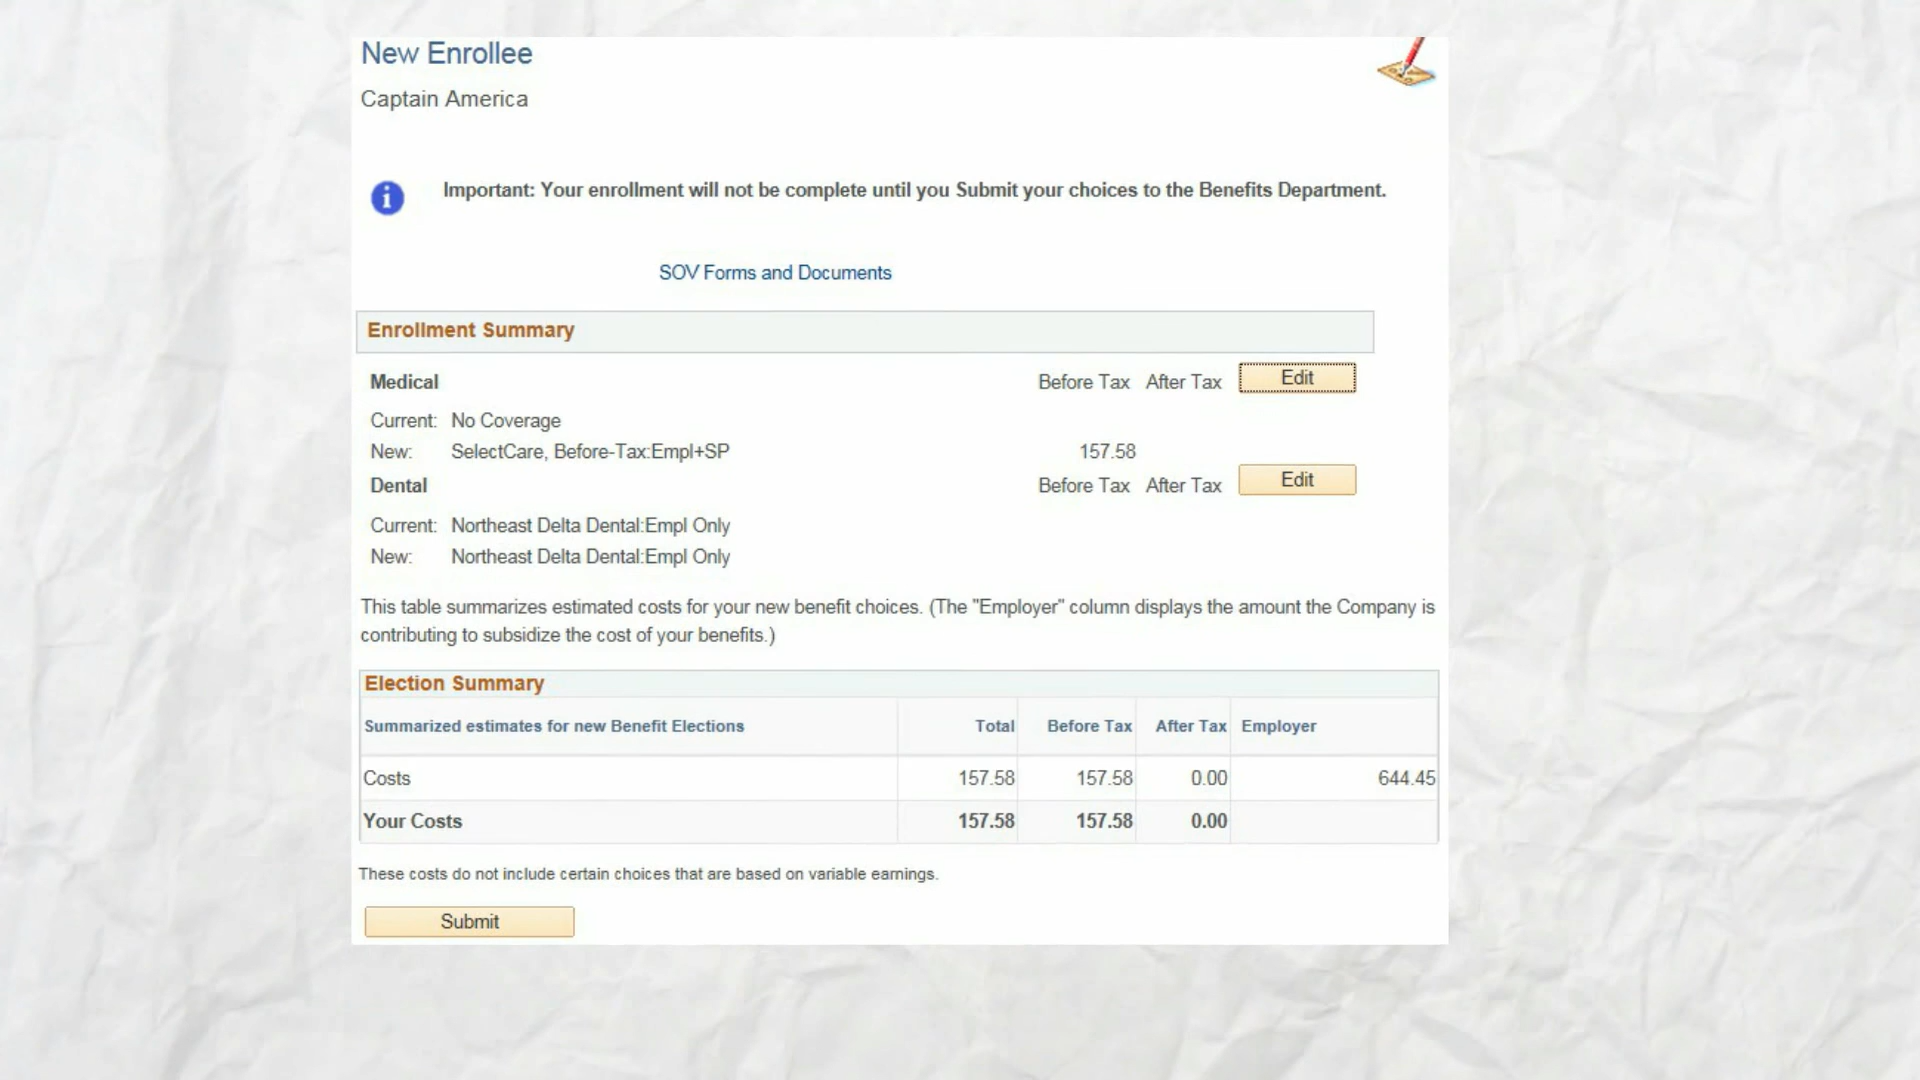 New Enrollee
Captain America
Important: Your enrollment will not be complete until you Submit your choices to the Benefits Department.
SOV Forms and Documents
Enrollment Summary
Medical Before Tax After Tax Edit
Current: No Coverage
New: SelectCare, Before-Tax:Empl+SP 157.58
Dental Before Tax After Tax Edit
Current: Northeast Delta Dental:Empl Only
New: Northeast Delta Dental:Empl Only
This table summarizes estimated costs for your new benefit choices. (The "Employer" column displays the amount the Company is
contributing to subsidize the cost of your benefits.)
Election Summary
Summarized estimates for new Benefit Elections Total Before Tax After Tax Employer
Costs 157.58 157.58 0.00 644.45
Your Costs 157.58 157.58 0.00
These costs do not include certain choices that are based on variable earnings.
Submit